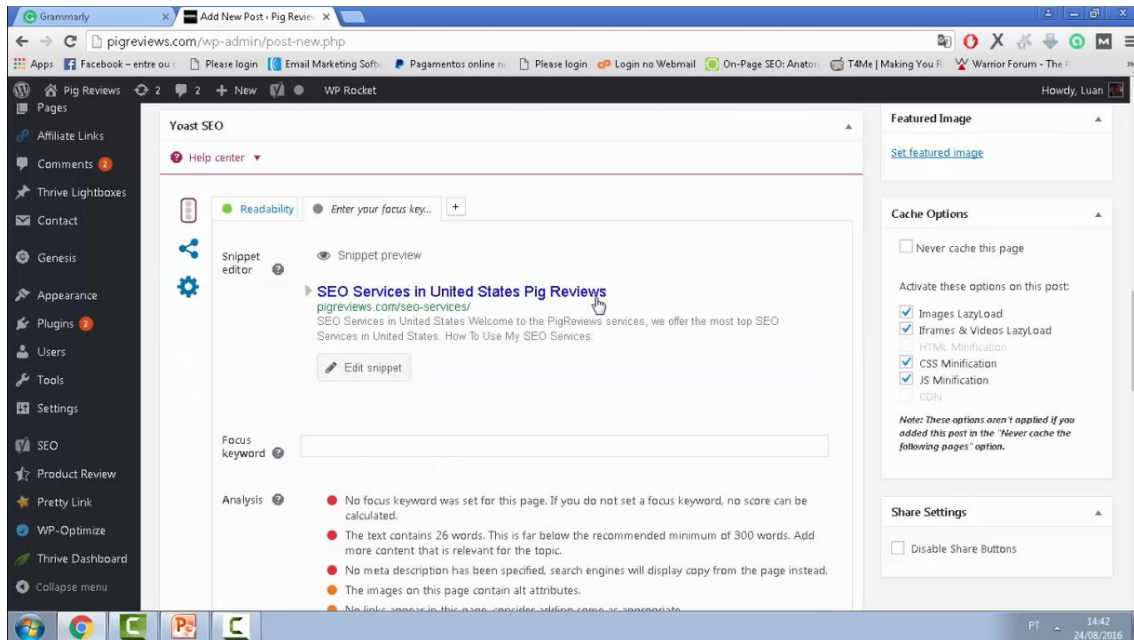 Grammarly
Add New Post ‹ Pig Revie
pigreviews.com/wp-admin/post-new.php
Apps
Facebook – entre ou
Please login
Email Marketing Soft
Pagamentos online n
Please login
Login no Webmail
On-Page SEO: Anator
T4Me | Making You R
Warrior Forum - The
Pig Reviews
2
2
+ New
WP Rocket
Howdy, Luan
Pages
Affiliate Links
Comments 2
Thrive Lightboxes
Contact
Genesis
Appearance
Plugins 2
Users
Tools
Settings
SEO
Product Review
Pretty Link
WP-Optimize
Thrive Dashboard
Collapse menu
Yoast SEO
Help center
Readability
Enter your focus key...
+
Snippet editor
Snippet preview
SEO Services in United States Pig Reviews
pigreviews.com/seo-services/
SEO Services in United States Welcome to the PigReviews services, we offer the most top SEO
Services in United States. How To Use My SEO Services
Edit snippet
Focus keyword
Analysis
No focus keyword was set for this page. If you do not set a focus keyword, no score can be
calculated.
The text contains 26 words. This is far below the recommended minimum of 300 words. Add
more content that is relevant for the topic.
No meta description has been specified, search engines will display copy from the page instead.
The images on this page contain alt attributes.
No links appear in this page, consider adding some as appropriate.
Featured Image
Set featured image
Cache Options
Never cache this page
Activate these options on this post:
Images LazyLoad
Iframes & Videos LazyLoad
HTML Minification
CSS Minification
JS Minification
CDN
Note: These options aren't applied if you
added this post in the "Never cache the
following pages" option.
Share Settings
Disable Share Buttons
PT
14:42
24/08/2016